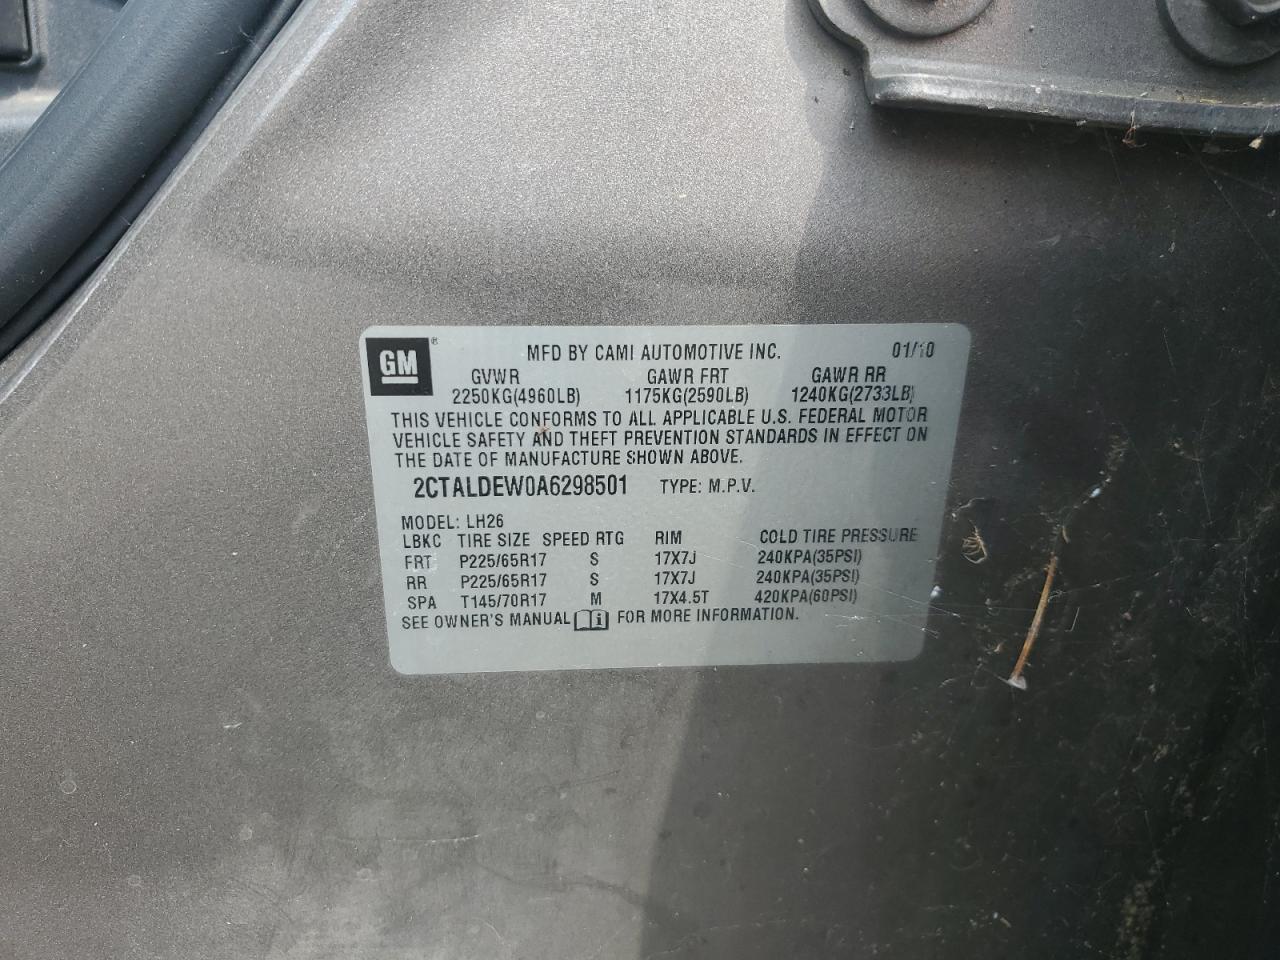 GM®
MFD BY CAMI AUTOMOTIVE INC. 01/10
GVWR GAWR FRT GAWR RR
2250KG(4960LB) 1175KG(2590LB) 1240KG(2733LB)
THIS VEHICLE CONFORMS TO ALL APPLICABLE U.S. FEDERAL MOTOR
VEHICLE SAFETY AND THEFT PREVENTION STANDARDS IN EFFECT ON
THE DATE OF MANUFACTURE SHOWN ABOVE.
2CTALDEW0A6298501 TYPE: M.P.V.
MODEL: LH26
LBKC TIRE SIZE SPEED RTG RIM COLD TIRE PRESSURE
FRT P225/65R17 S 17X7J 240KPA(35PSI)
RR P225/65R17 S 17X7J 240KPA(35PSI)
SPA T145/70R17 M 17X4.5T 420KPA(60PSI)
SEE OWNER'S MANUAL i FOR MORE INFORMATION.